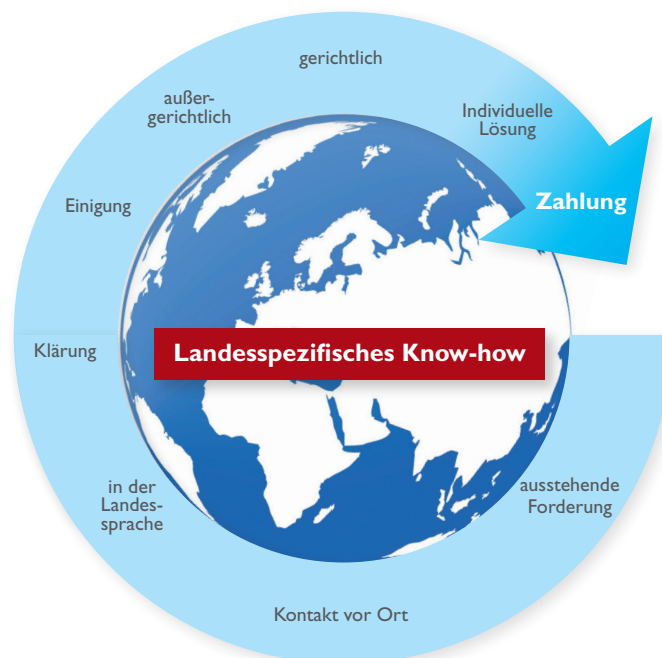 gerichtlich
außer-
gerichtlich
Individuelle
Lösung
Einigung
Zahlung
Klärung
Landesspezifisches Know-how
in der
Landes-
sprache
ausstehende
Forderung
Kontakt vor Ort